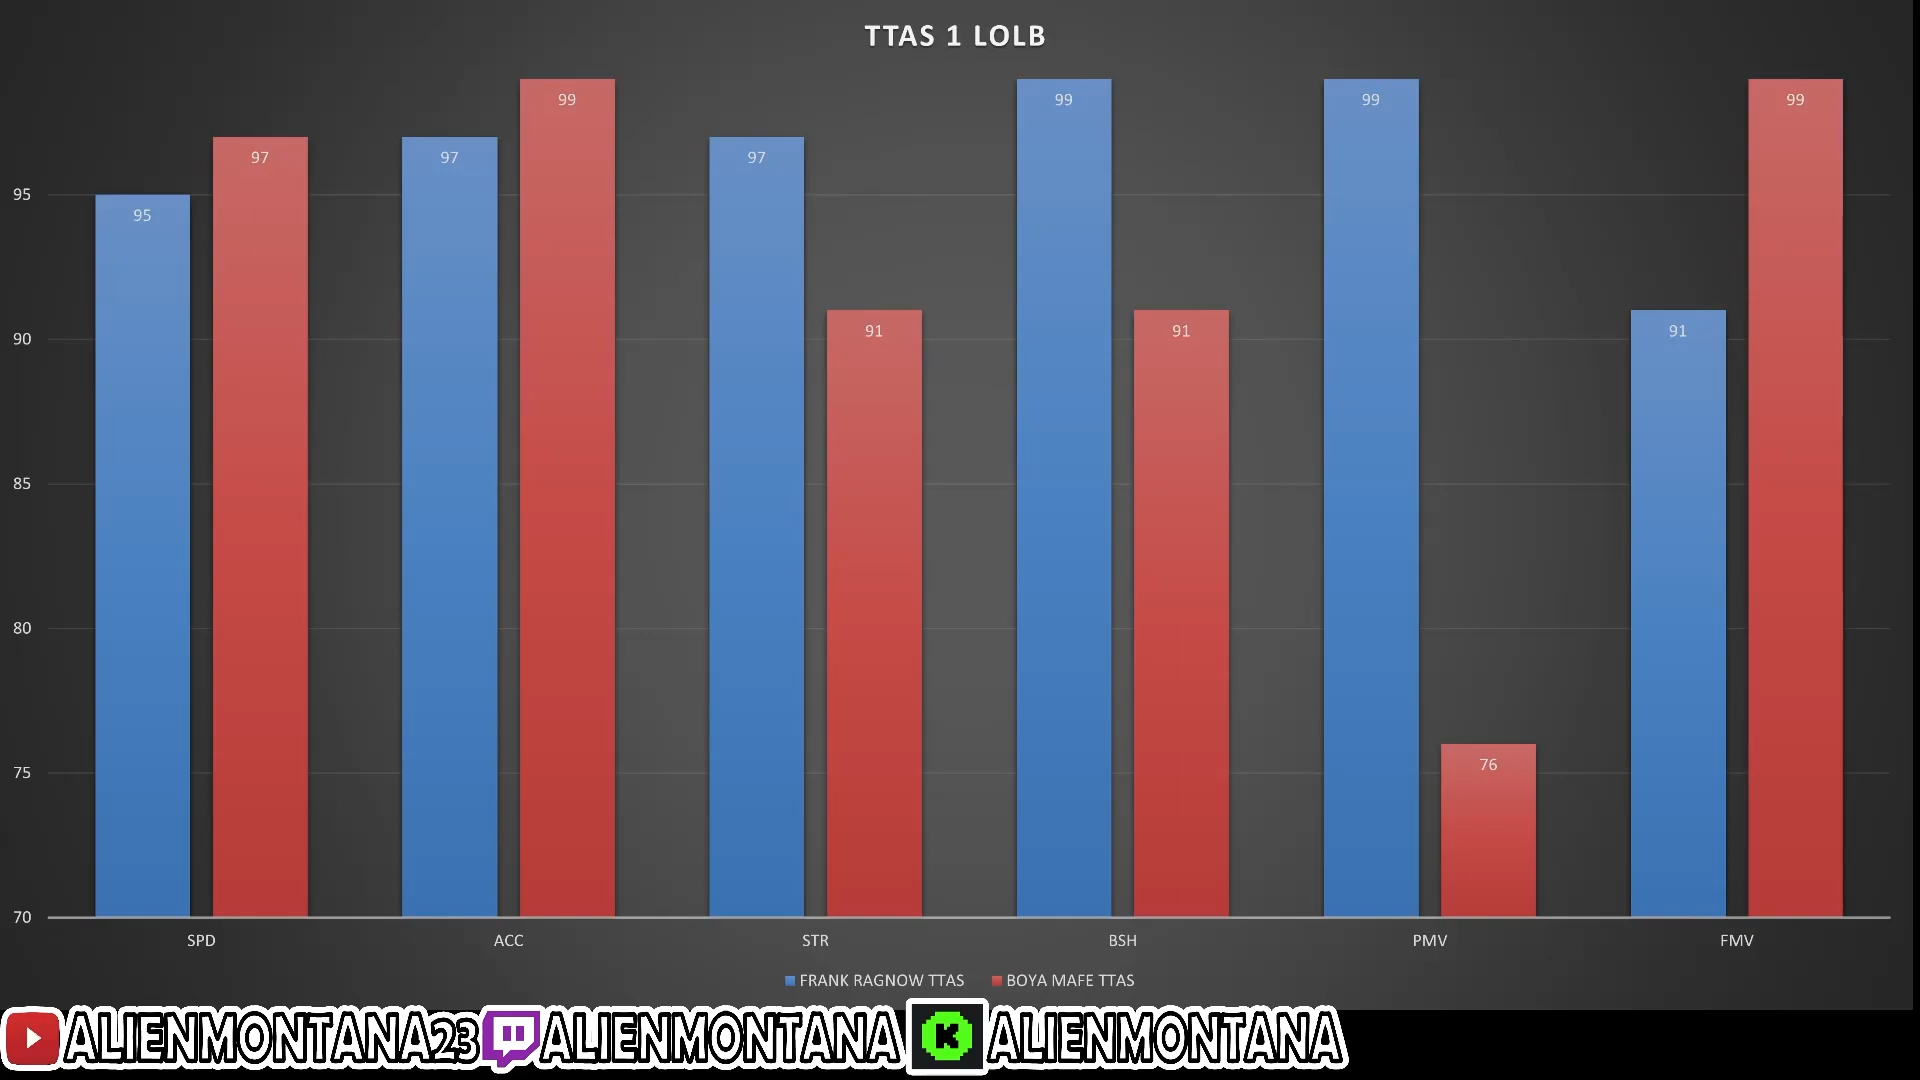 TTAS 1 LOLB
99 99 99 99
97 97 97
95
95
91 91 91
90
85
80
76
75
70
SPD ACC STR BSH PMV FMV
FRANK RAGNOW TTAS BOYA MAFE TTAS
ALIENMONTANA23 ALIENMONTANA K ALIENMONTANA